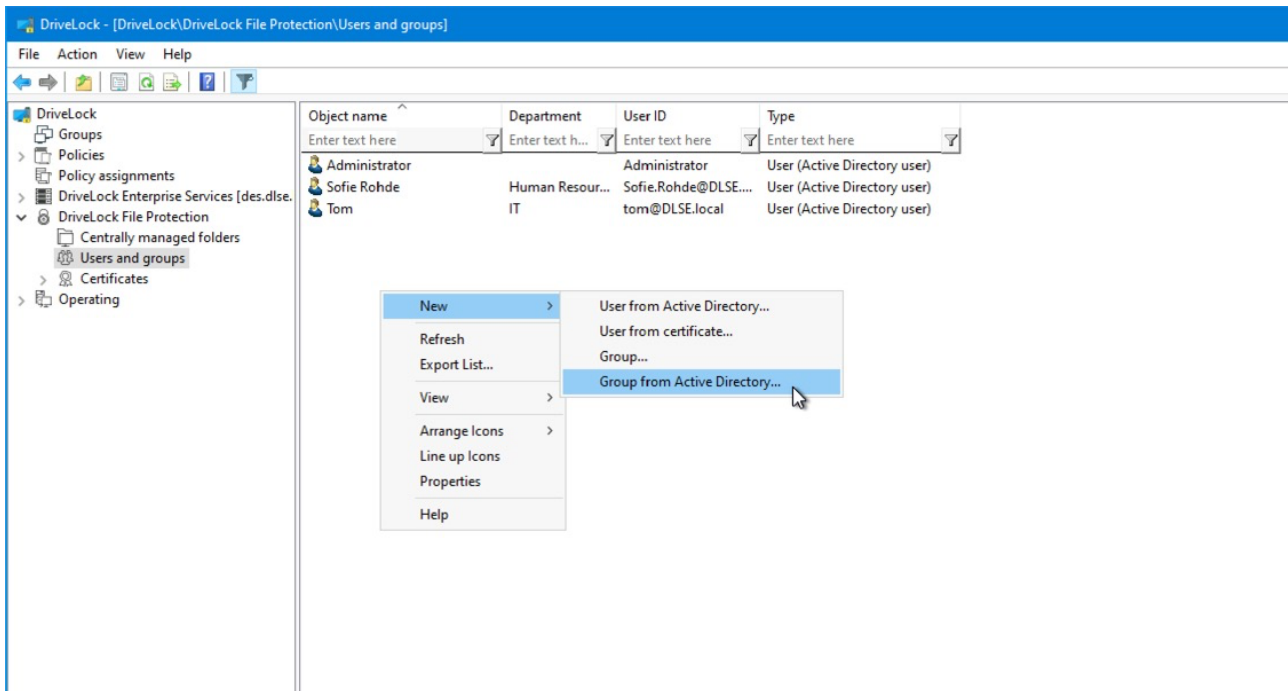 DriveLock - [DriveLock\DriveLock File Protection\Users and groups]
File Action View Help
DriveLock
Groups
Policies
Policy assignments
DriveLock Enterprise Services [des.dlse.
DriveLock File Protection
Centrally managed folders
Users and groups
Certificates
Operating
Object name Department User ID Type
Enter text here Enter text h... Enter text here Enter text here
Administrator Administrator User (Active Directory user)
Sofie Rohde Human Resour... Sofie.Rohde@DLSE.... User (Active Directory user)
Tom IT tom@DLSE.local User (Active Directory user)
New
Refresh
Export List...
View
Arrange Icons
Line up Icons
Properties
Help
User from Active Directory...
User from certificate...
Group...
Group from Active Directory...